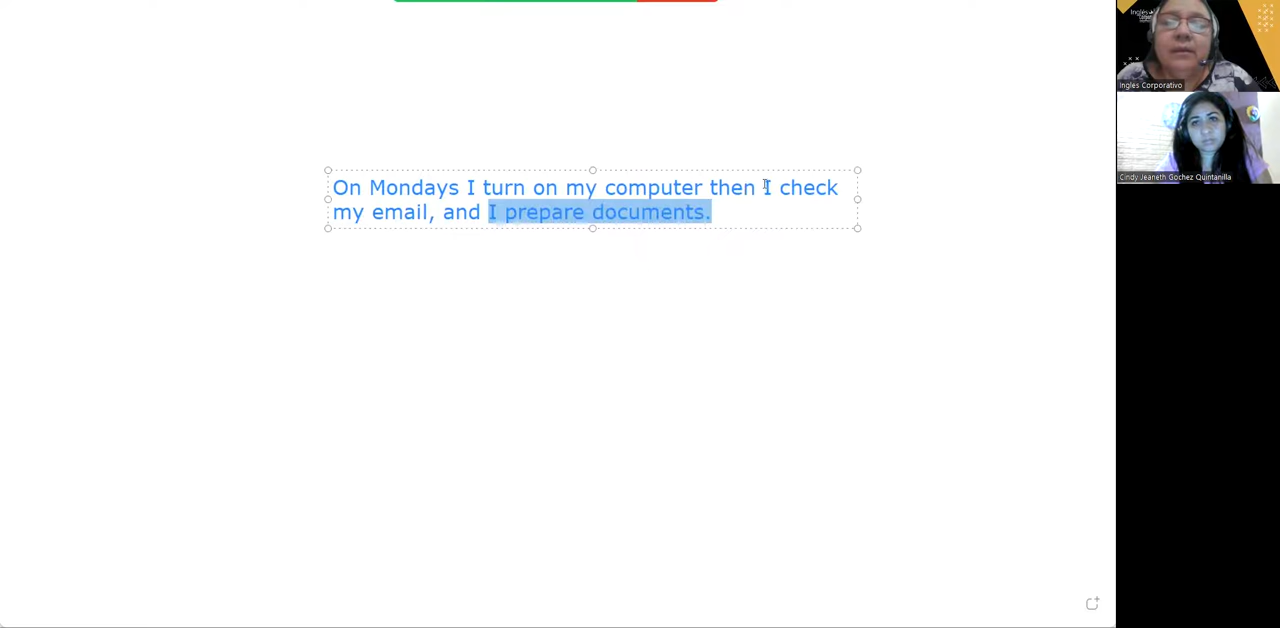 On Mondays I turn on my computer then I check
my email, and I prepare documents.
Inglés
Ingles Corporativo
Cindy Jeaneth Gochez Quintanilla